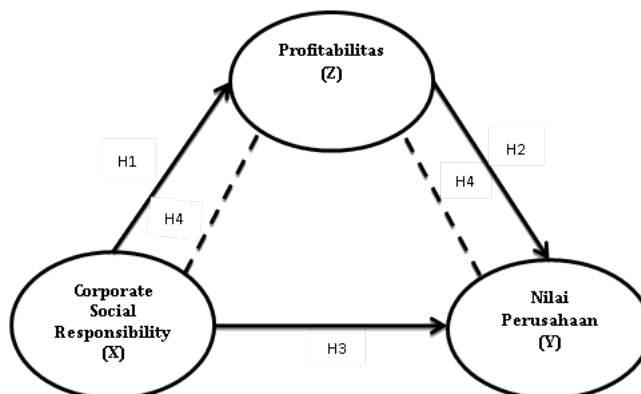 Profitabilitas
(Z)
H1
H2
H4
H4
Corporate
Social
Responsibility
(X)
Nilai
Perusahaan
(Y)
H3